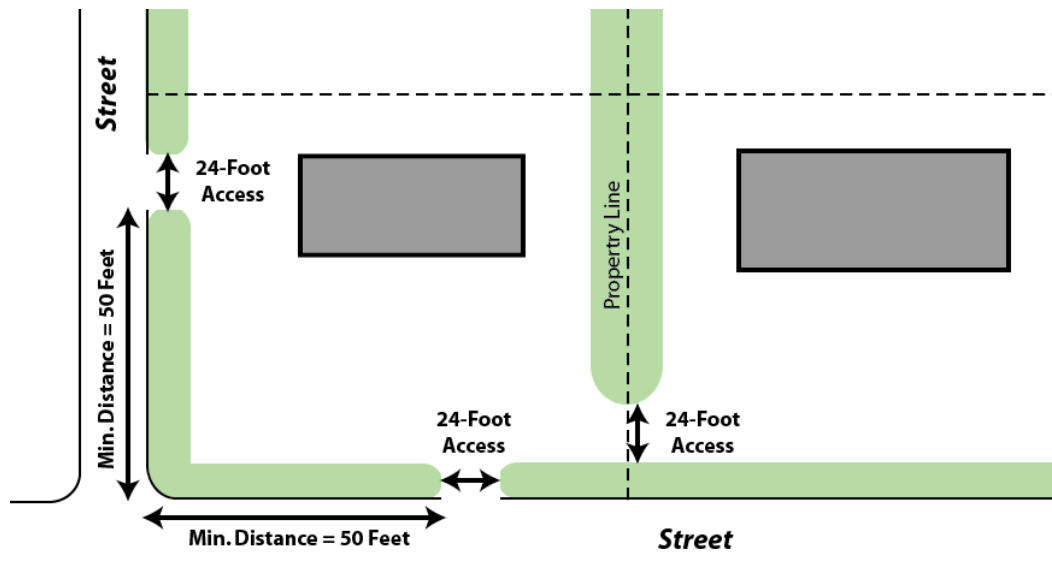 Street
24-Foot
Access
Propertry Line
Min. Distance = 50 Feet
24-Foot
Access
24-Foot
Access
Min. Distance = 50 Feet
Street